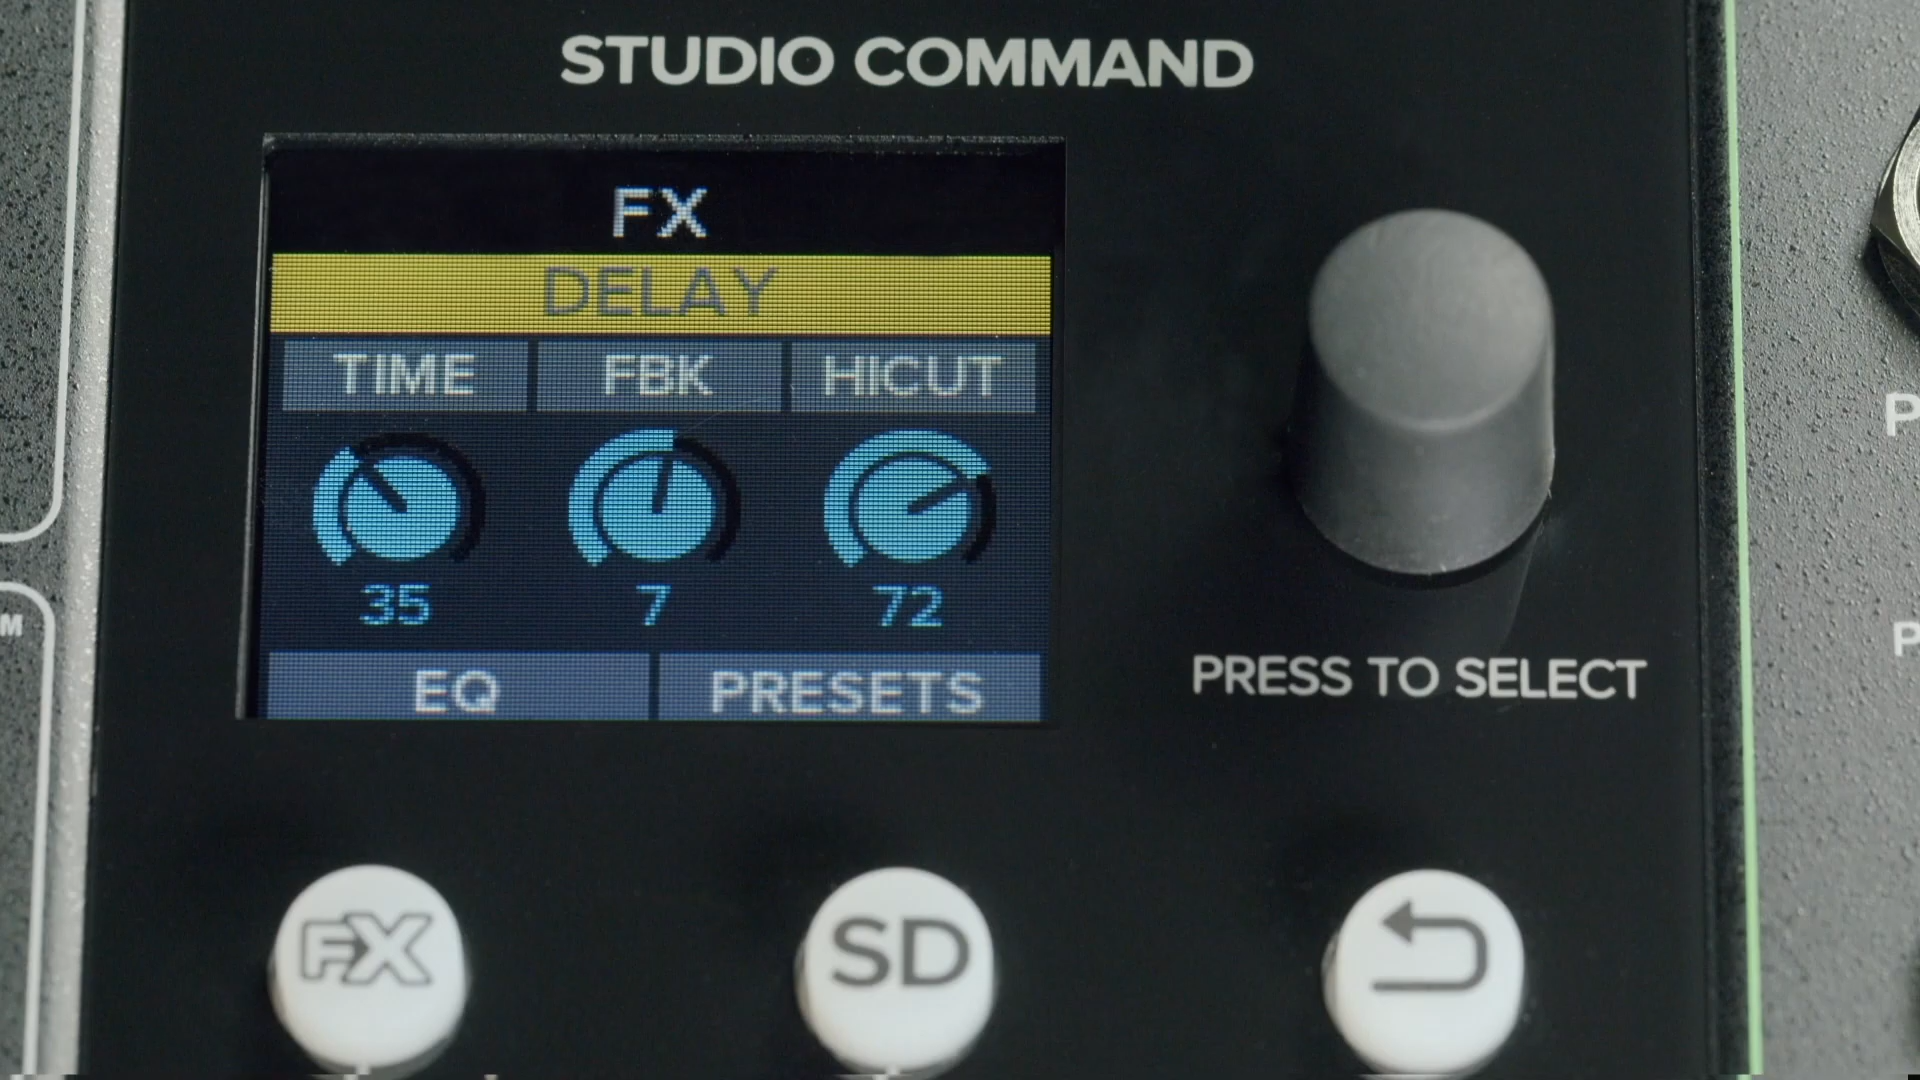 STUDIO COMMAND
FX
DELAY
TIME FBK HICUT
35 7 72
EQ PRESETS
PRESS TO SELECT
FX SD